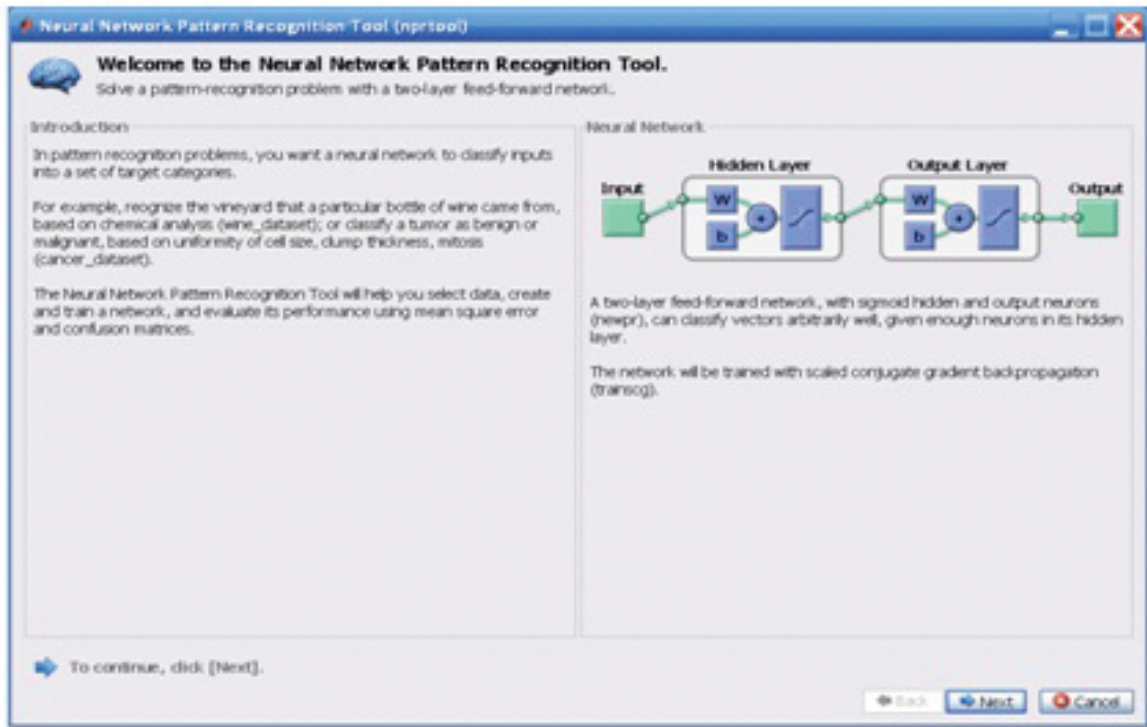 Neural Network Pattern Recognition Tool (nprtool)
Welcome to the Neural Network Pattern Recognition Tool.
Solve a pattern-recognition problem with a two-layer feed-forward network.
Introduction
In pattern recognition problems, you want a neural network to classify inputs
into a set of target categories.
For example, recognize the vineyard that a particular bottle of wine came from,
based on chemical analysis (wine_dataset); or classify a tumor as benign or
malignant, based on uniformity of cell size, clump thickness, mitosis
(cancer_dataset).
The Neural Network Pattern Recognition Tool will help you select data, create
and train a network, and evaluate its performance using mean square error
and confusion matrices.
Neural Network
Hidden Layer
Output Layer
Input
Output
W
b
+
W
b
+
A two-layer feed-forward network, with sigmoid hidden and output neurons
(newpr), can classify vectors arbitrarily well, given enough neurons in its hidden
layer.
The network will be trained with scaled conjugate gradient backpropagation
(trainscg).
To continue, click [Next].
Back
Next
Cancel